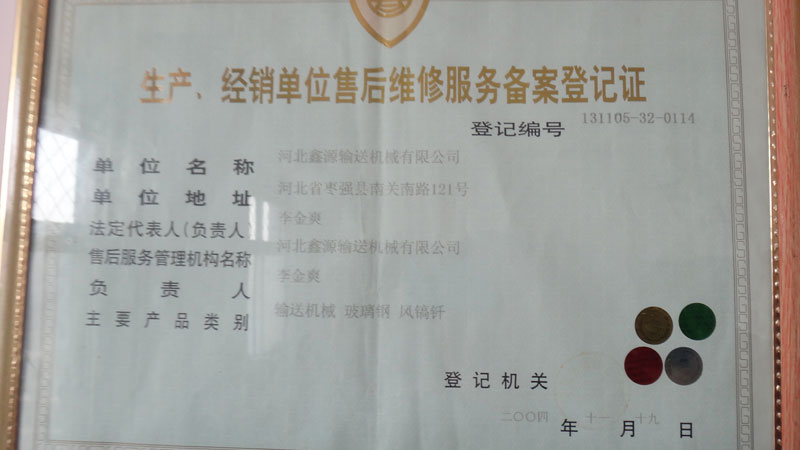 生产、经销单位售后维修服务备案登记证
登记编号 131105-32-0114
单位名称 河北鑫源输送机械有限公司
单位地址 河北省枣强县南关南路121号
法定代表人(负责人) 李金爽
售后服务管理机构名称 河北鑫源输送机械有限公司
负责人 李金爽
主要产品类别 输送机械 玻璃钢 风镐钎
登记机关
二〇〇四年十一月十九日